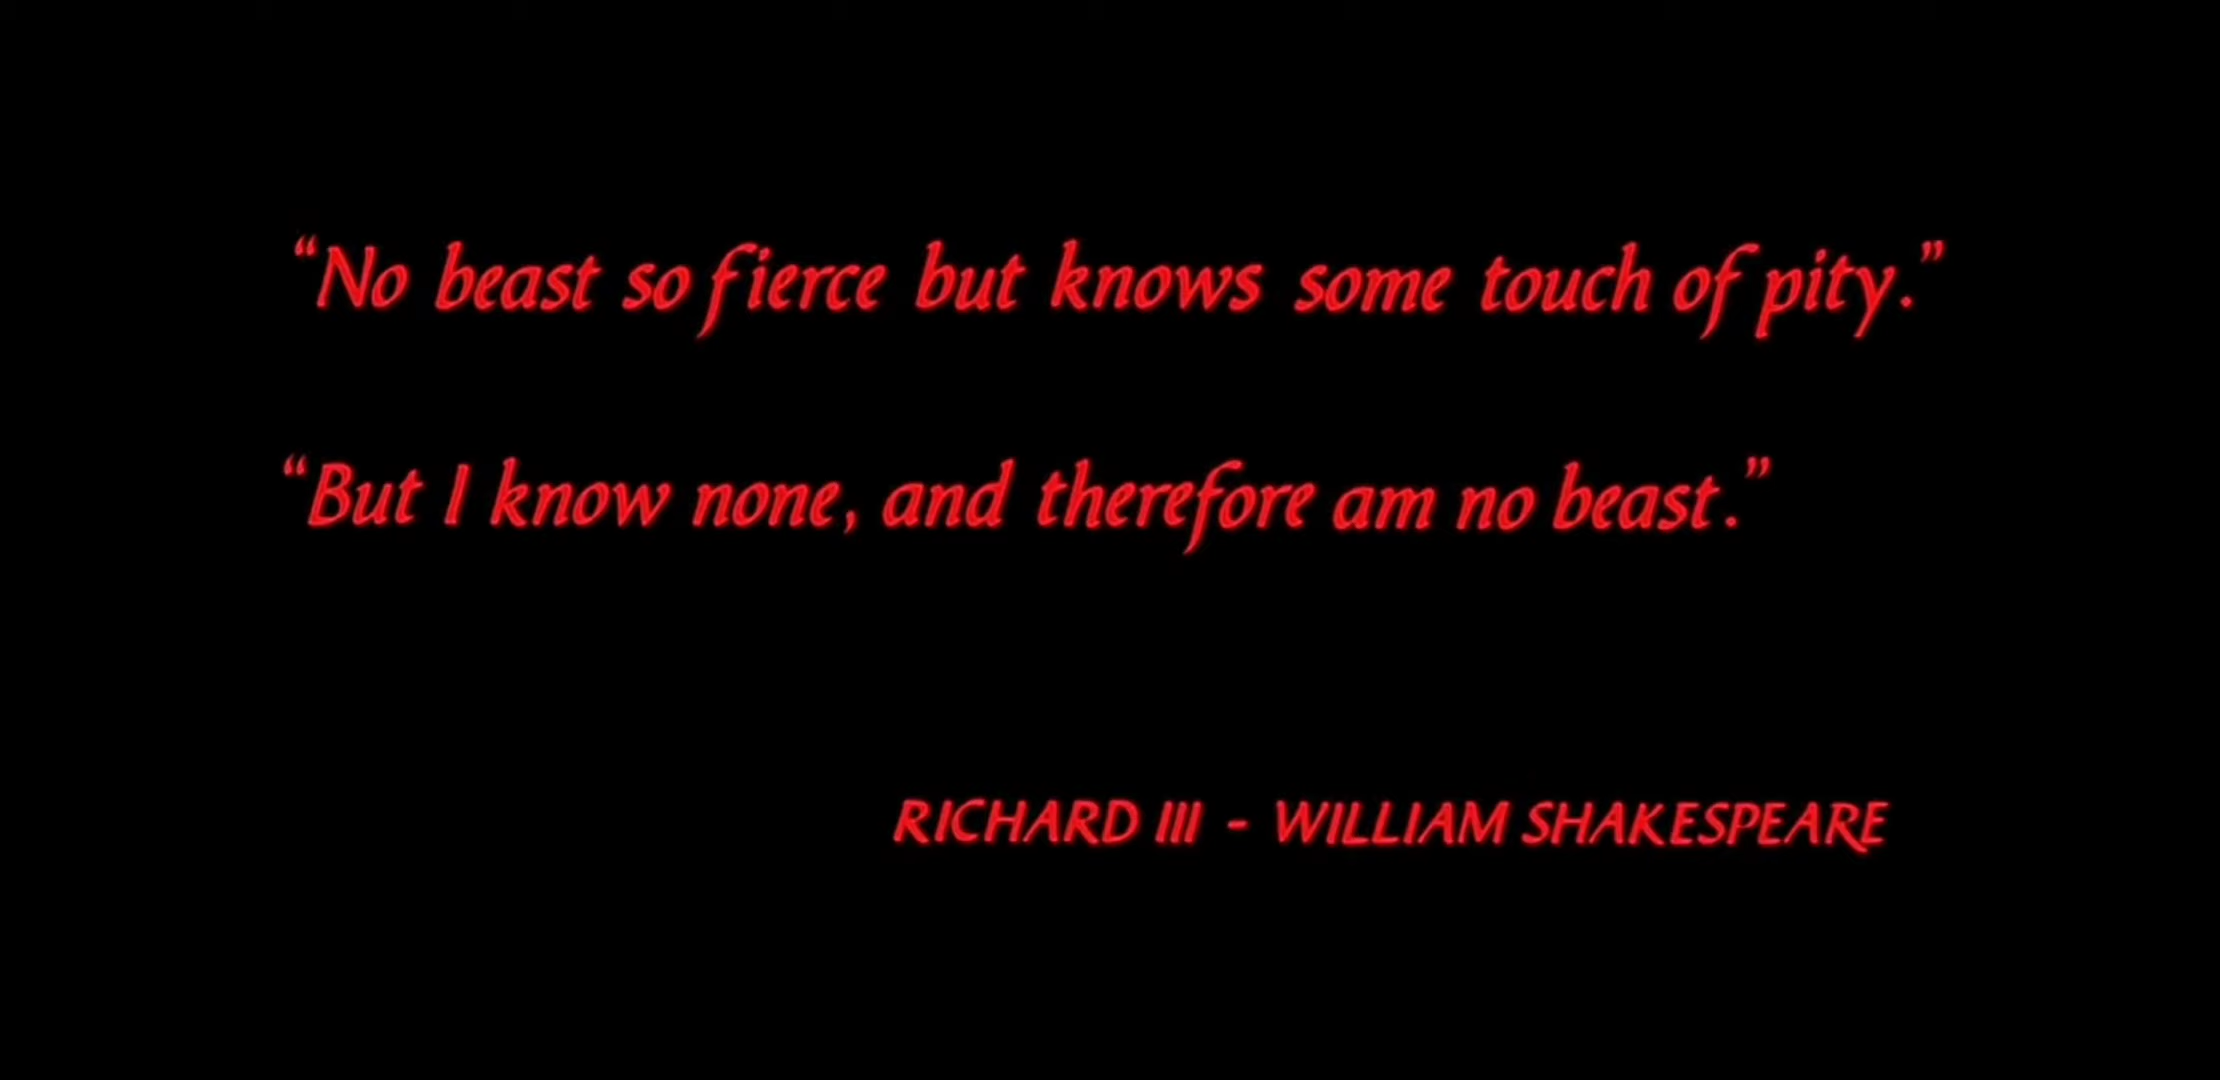 “No beast so fierce but knows some touch of pity.”
“But I know none, and therefore am no beast.”
RICHARD III - WILLIAM SHAKESPEARE